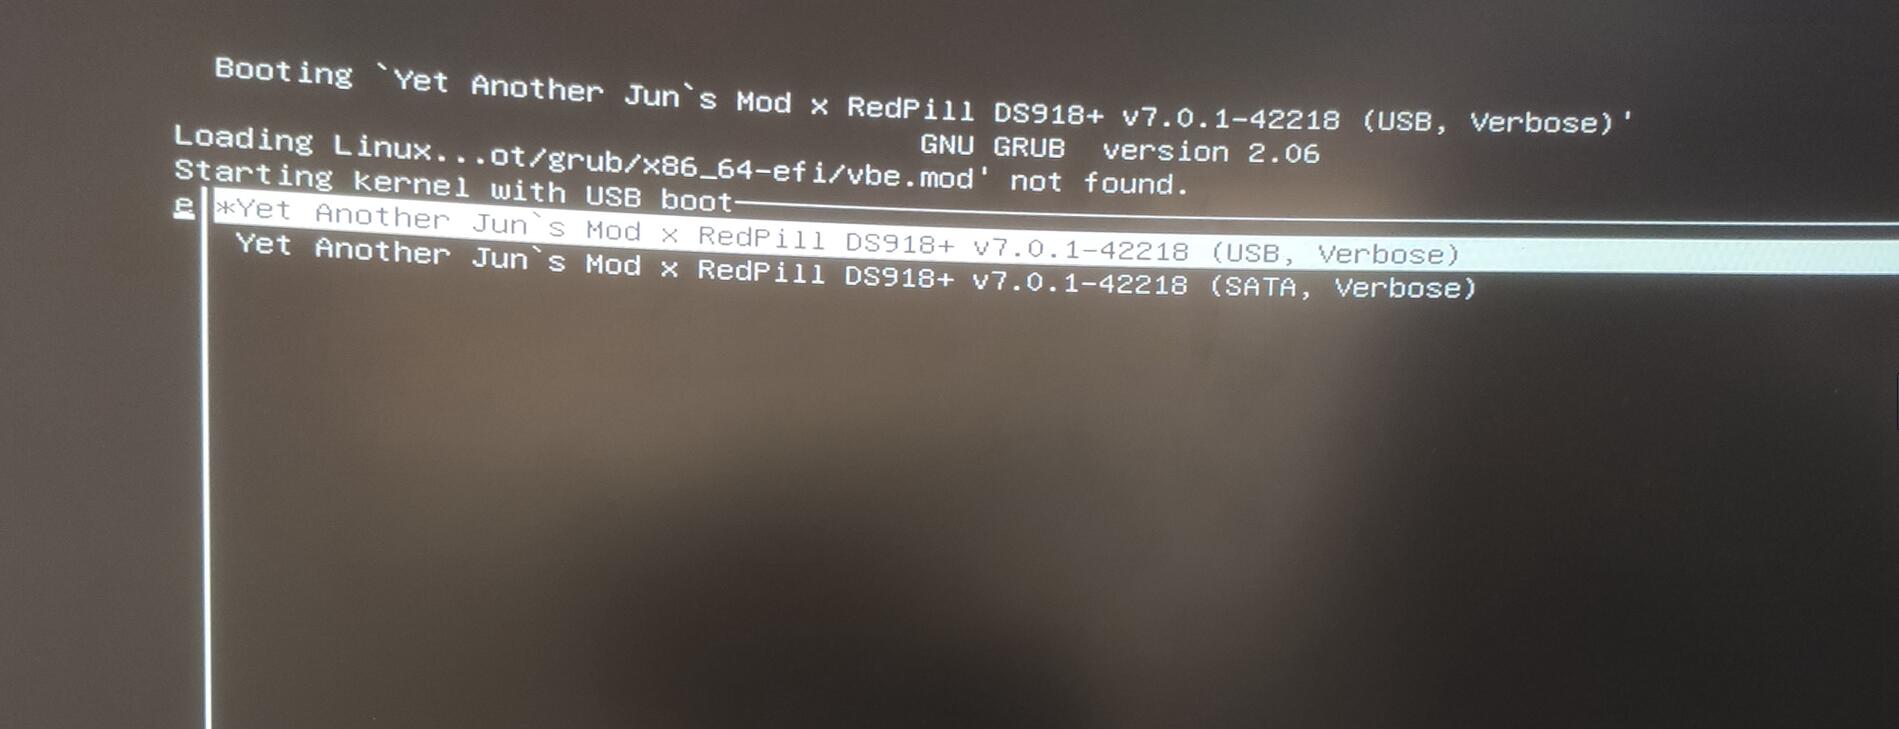 Booting `Yet Another Jun`s Mod x RedPill DS918+ v7.0.1-42218 (USB, Verbose)'
GNU GRUB version 2.06
Loading Linux...ot/grub/x86_64-efi/vbe.mod' not found.
Starting kernel with USB boot
*Yet Another Jun`s Mod x RedPill DS918+ v7.0.1-42218 (USB, Verbose)
Yet Another Jun`s Mod x RedPill DS918+ v7.0.1-42218 (SATA, Verbose)